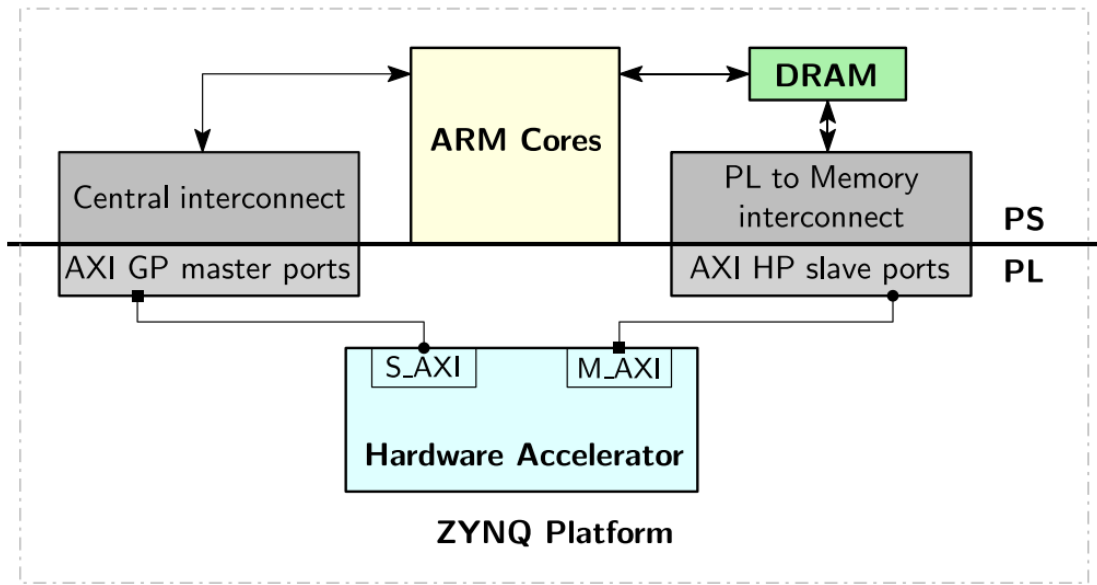 DRAM
ARM Cores
Central interconnect
PL to Memory
interconnect
PS
AXI GP master ports
AXI HP slave ports
PL
S_AXI
M_AXI
Hardware Accelerator
ZYNQ Platform